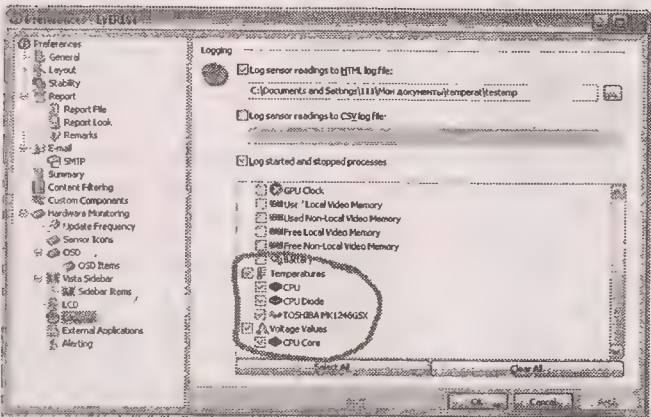 Preferences
Preferences
General
Layout
Stability
Report
Report File
Report Look
Remarks
E-mail
SMTP
Summary
Content Filtering
Custom Components
Hardware Monitoring
Update Frequency
Sensor Icons
OSD
OSD Items
Vista Sidebar
Sidebar Items
LCD
External Applications
Alerting
Logging
Log sensor readings to HTML log file:
C:\Documents and Settings\111\Мои документы\temperat\testemp
...
Log sensor readings to CSV log file:
Log started and stopped processes
GPU Clock
Local Video Memory
Used Non-Local Video Memory
Free Local Video Memory
Free Non-Local Video Memory
Battery
Temperatures
CPU
CPU Diode
TOSHIBA MK1246GSX
Voltage Values
CPU Core
Select All
Clear All
OK
Cancel